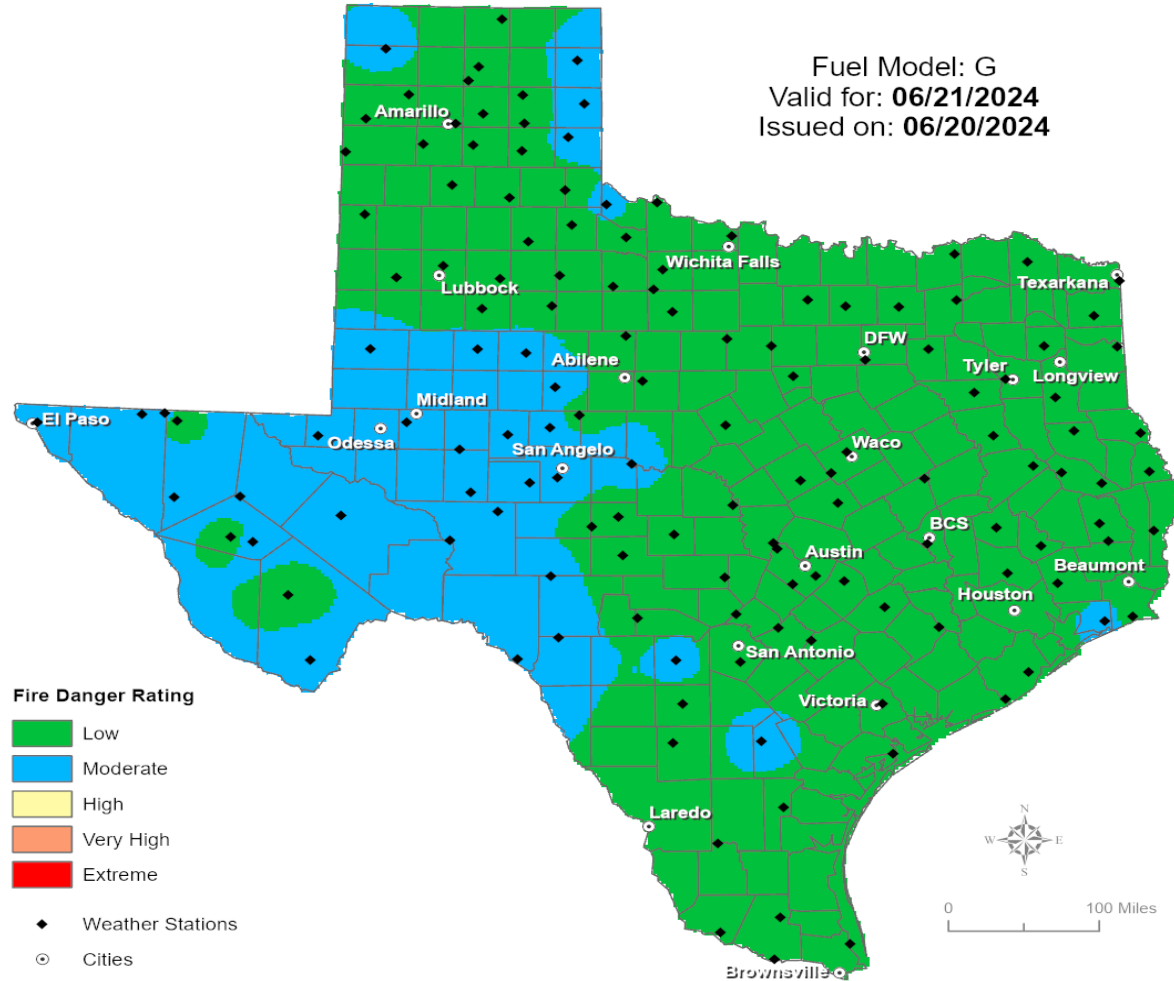 Fuel Model: G
Valid for: 06/21/2024
Issued on: 06/20/2024
Amarillo
Wichita Falls
Lubbock
Texarkana
DFW
Abilene
Tyler
Longview
Midland
El Paso
Odessa
San Angelo
Waco
BCS
Austin
Beaumont
Houston
San Antonio
Victoria
Laredo
Brownsville
Fire Danger Rating
Low
Moderate
High
Very High
Extreme
Weather Stations
Cities
N
W E
S
0 100 Miles